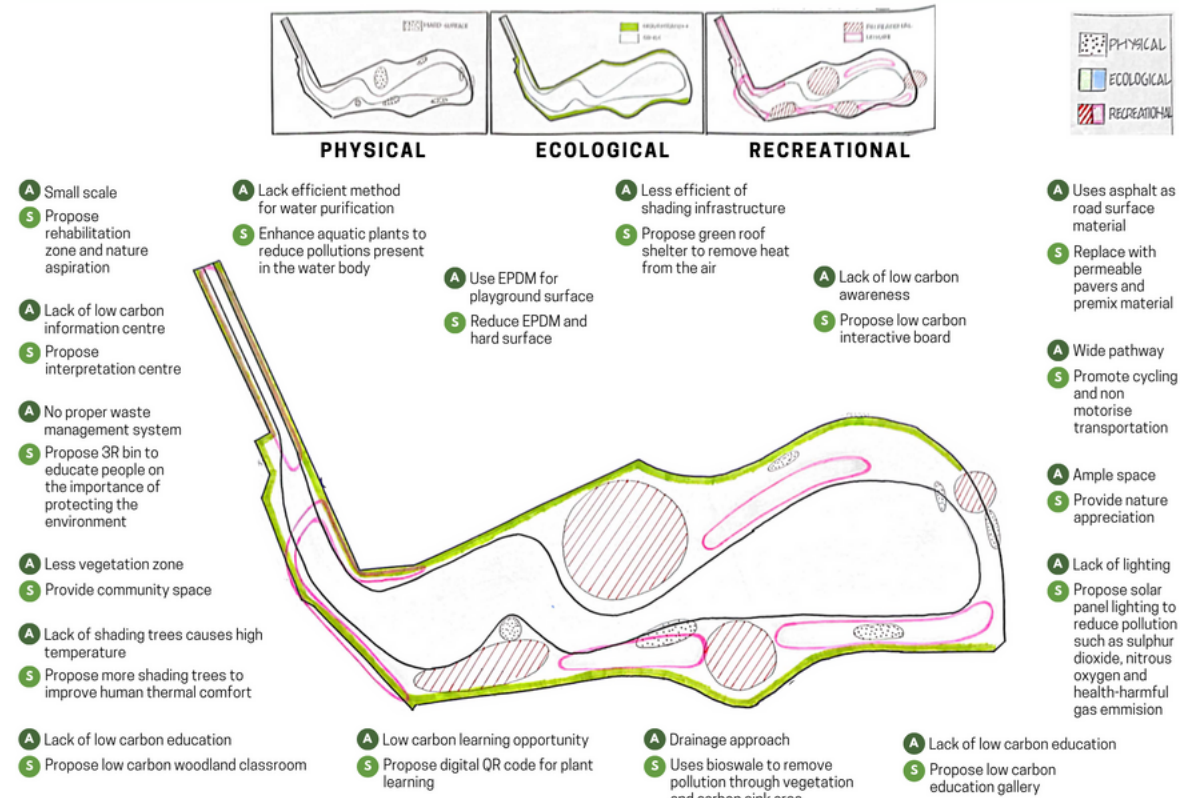 PAVED SURFACE
PHYSICAL
ECOLOGICAL
RECREATIONAL
PHYSICAL
ECOLOGICAL
RECREATIONAL
A Small scale
S Propose
rehabilitation
zone and nature
aspiration
A Lack efficient method
for water purification
S Enhance aquatic plants to
reduce pollutions present
in the water body
A Use EPDM for
playground surface
S Reduce EPDM and
hard surface
A Less efficient of
shading infrastructure
S Propose green roof
shelter to remove heat
from the air
A Lack of low carbon
awareness
S Propose low carbon
interactive board
A Uses asphalt as
road surface
material
S Replace with
permeable
pavers and
premix material
A Lack of low carbon
information centre
S Propose
interpretation centre
A Wide pathway
S Promote cycling
and non
motorise
transportation
A No proper waste
management system
S Propose 3R bin to
educate people on
the importance of
protecting the
environment
A Ample space
S Provide nature
appreciation
A Less vegetation zone
S Provide community space
A Lack of lighting
S Propose solar
panel lighting to
reduce pollution
such as sulphur
dioxide, nitrous
oxygen and
health-harmful
gas emmision
A Lack of shading trees causes high
temperature
S Propose more shading trees to
improve human thermal comfort
A Lack of low carbon education
S Propose low carbon woodland classroom
A Low carbon learning opportunity
S Propose digital QR code for plant
learning
A Drainage approach
S Uses bioswale to remove
pollution through vegetation
and carbon sink area
A Lack of low carbon education
S Propose low carbon
education gallery